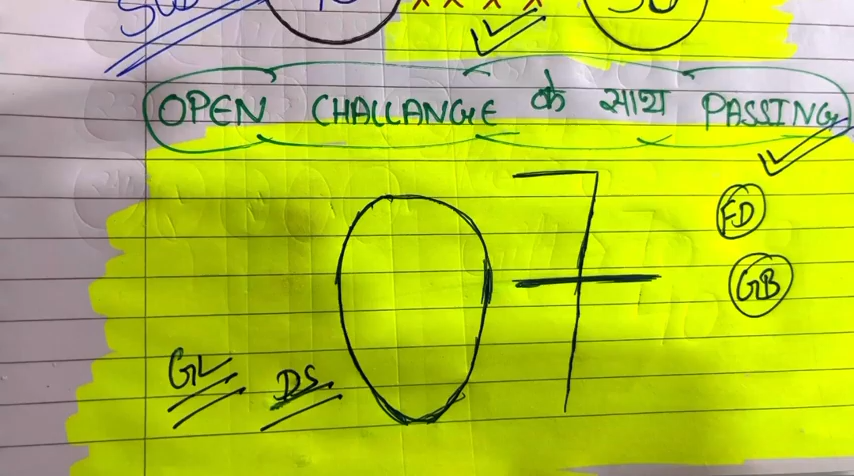 OPEN CHALLANGE के साथ PASSING
07
FD
GB
GL DS